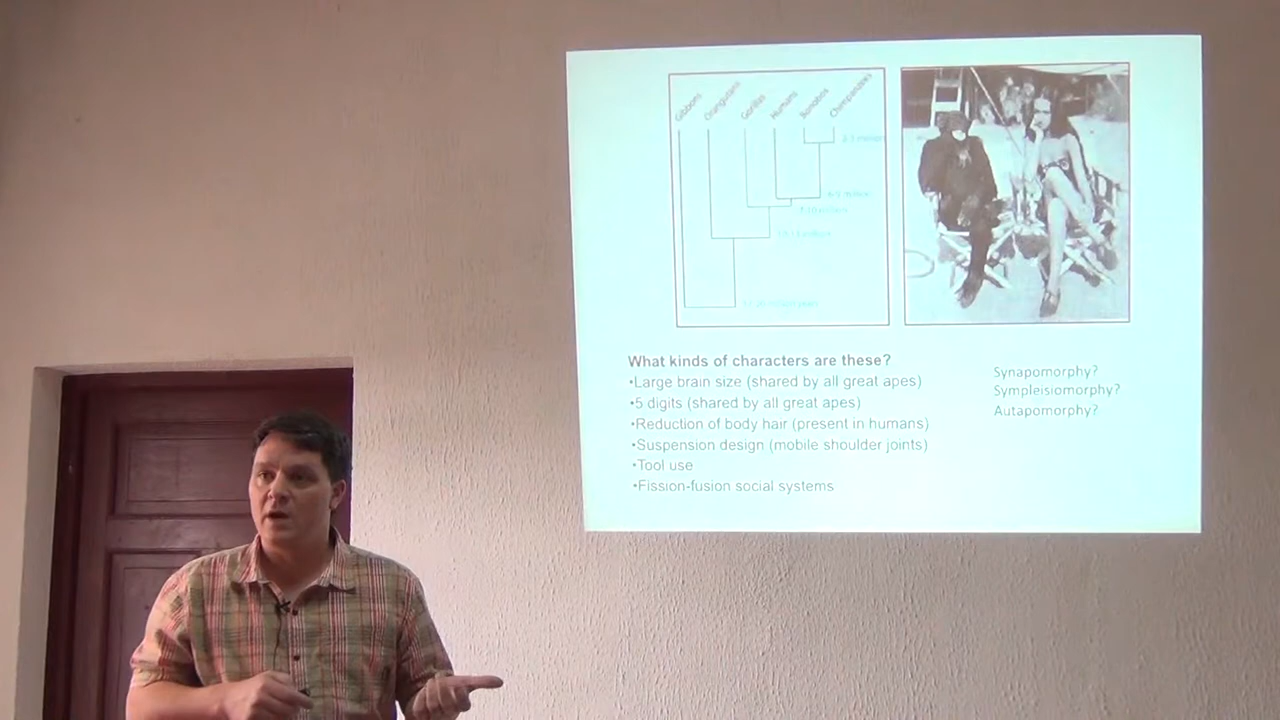 Gibbons
Orangutans
Gorillas
Humans
Bonobos
Chimpanzees
What kinds of characters are these?
•Large brain size (shared by all great apes)
•5 digits (shared by all great apes)
•Reduction of body hair (present in humans)
•Suspension design (mobile shoulder joints)
•Tool use
•Fission-fusion social systems
Synapomorphy?
Sympleisiomorphy?
Autapomorphy?